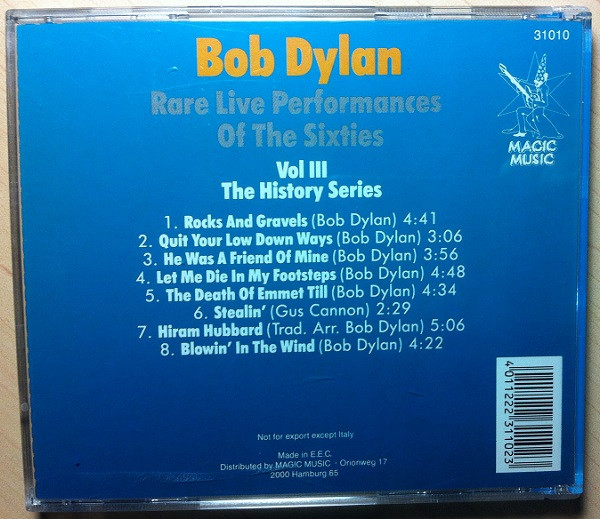 31010
Bob Dylan
Rare Live Performances
Of The Sixties
MAGIC
MUSIC
Vol III
The History Series
1. Rocks And Gravels (Bob Dylan) 4:41
2. Quit Your Low Down Ways (Bob Dylan) 3:06
3. He Was A Friend Of Mine (Bob Dylan) 3:56
4. Let Me Die In My Footsteps (Bob Dylan) 4:48
5. The Death Of Emmet Till (Bob Dylan) 4:34
6. Stealin' (Gus Cannon) 2:29
7. Hiram Hubbard (Trad. Arr. Bob Dylan) 5:06
8. Blowin' In The Wind (Bob Dylan) 4:22
4 011222 311023
Not for export except Italy
Made in E.E.C.
Distributed by MAGIC MUSIC · Orionweg 17
2000 Hamburg 65